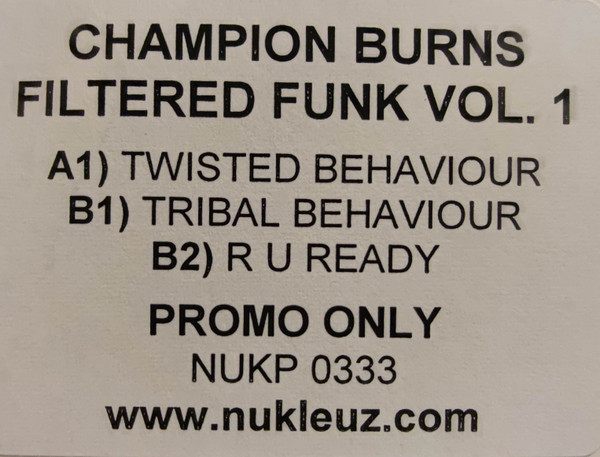 CHAMPION BURNS
FILTERED FUNK VOL. 1
A1) TWISTED BEHAVIOUR
B1) TRIBAL BEHAVIOUR
B2) R U READY
PROMO ONLY
NUKP 0333
www.nukleuz.com